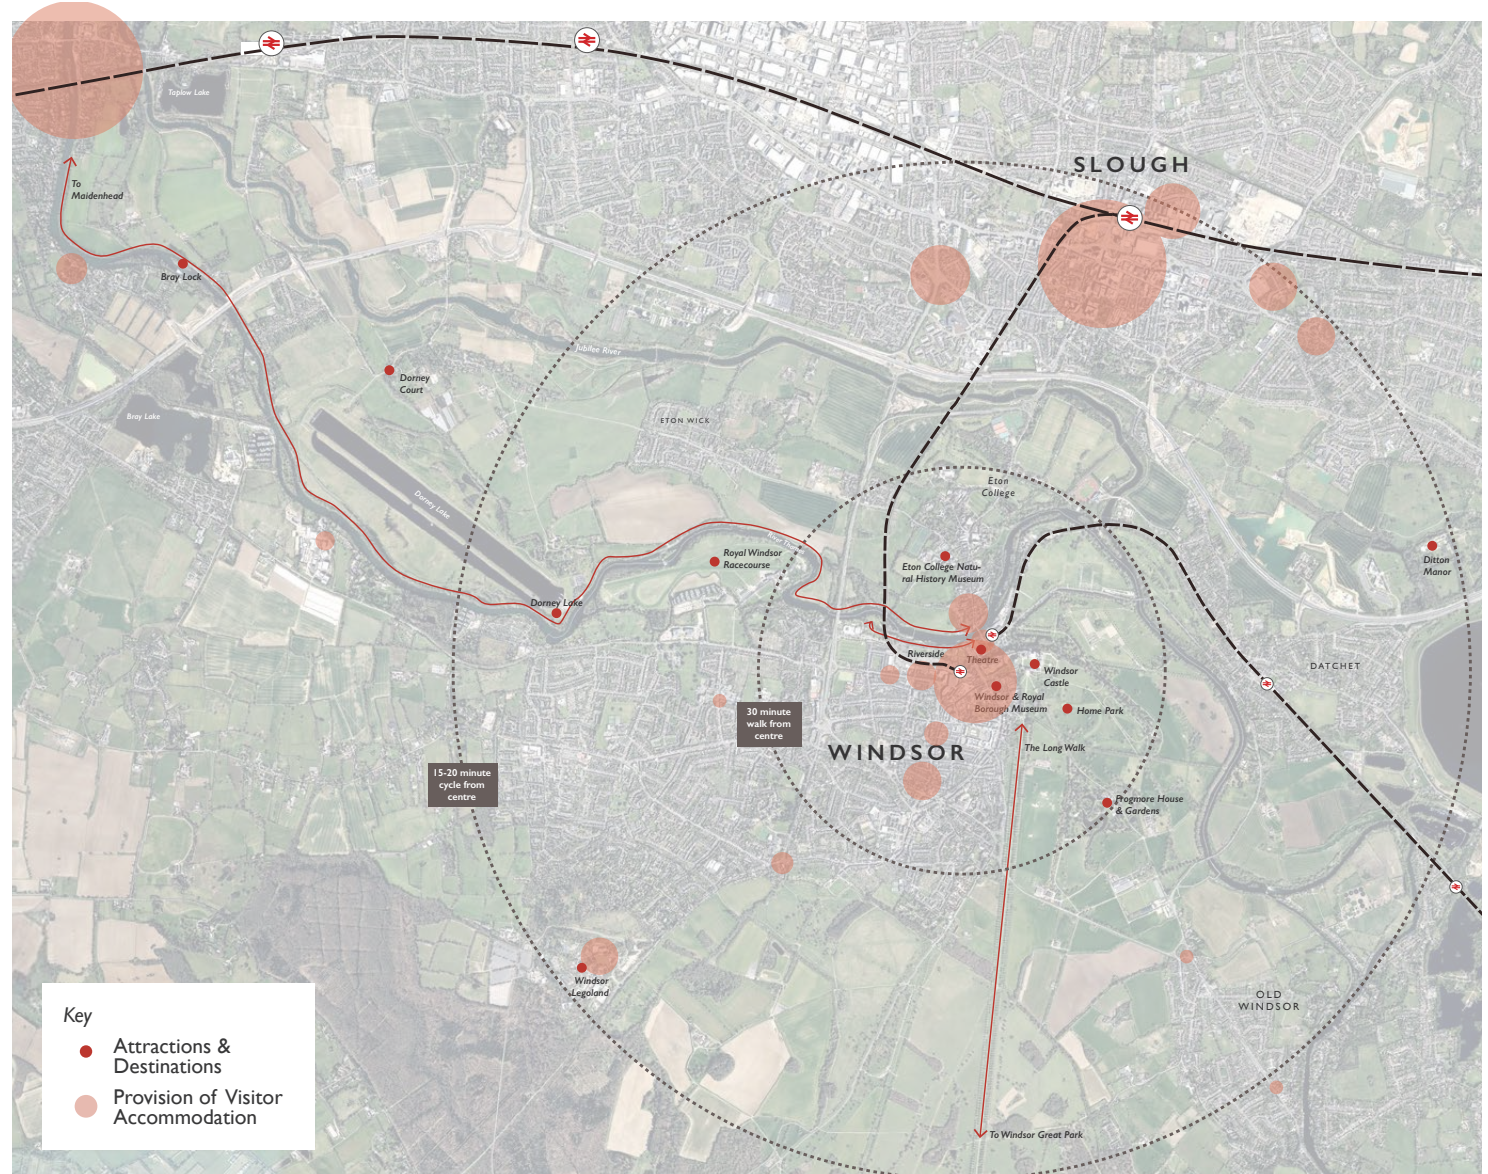 Taplow Lake
SLOUGH
To
Maidenhead
Bray Lock
Jubilee River
Dorney
Court
Bray Lake
ETON WICK
Eton
College
Dorney Lake
Royal Windsor
Racecourse
Eton College Natu-
ral History Museum
Ditton
Manor
Dorney Lake
Riverside
Theatre
Windsor
Castle
DATCHET
Windsor & Royal
Borough Museum
Home Park
30 minute
walk from
centre
WINDSOR
The Long Walk
15-20 minute
cycle from
centre
Frogmore House
& Gardens
Windsor
Legoland
OLD
WINDSOR
Key
Attractions &
Destinations
Provision of Visitor
Accommodation
To Windsor Great Park